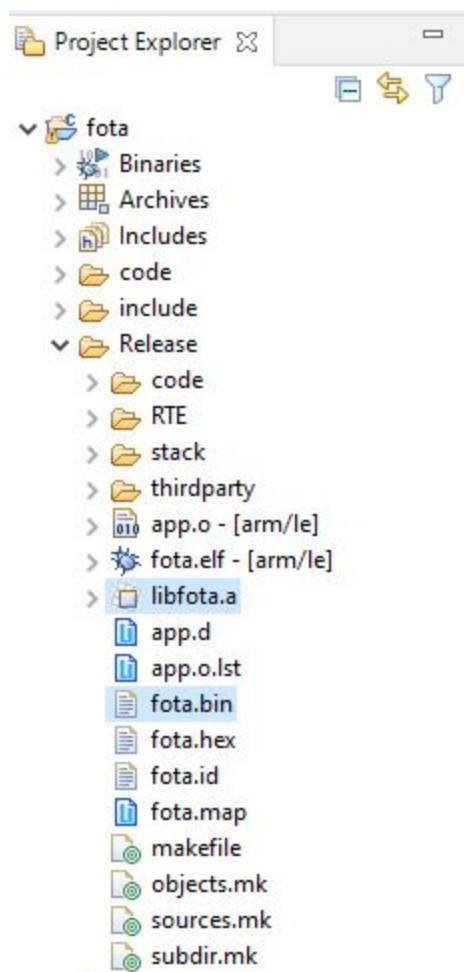 Project Explorer
fota
Binaries
Archives
Includes
code
include
Release
code
RTE
stack
thirdparty
app.o - [arm/le]
fota.elf - [arm/le]
libfota.a
app.d
app.o.lst
fota.bin
fota.hex
fota.id
fota.map
makefile
objects.mk
sources.mk
subdir.mk